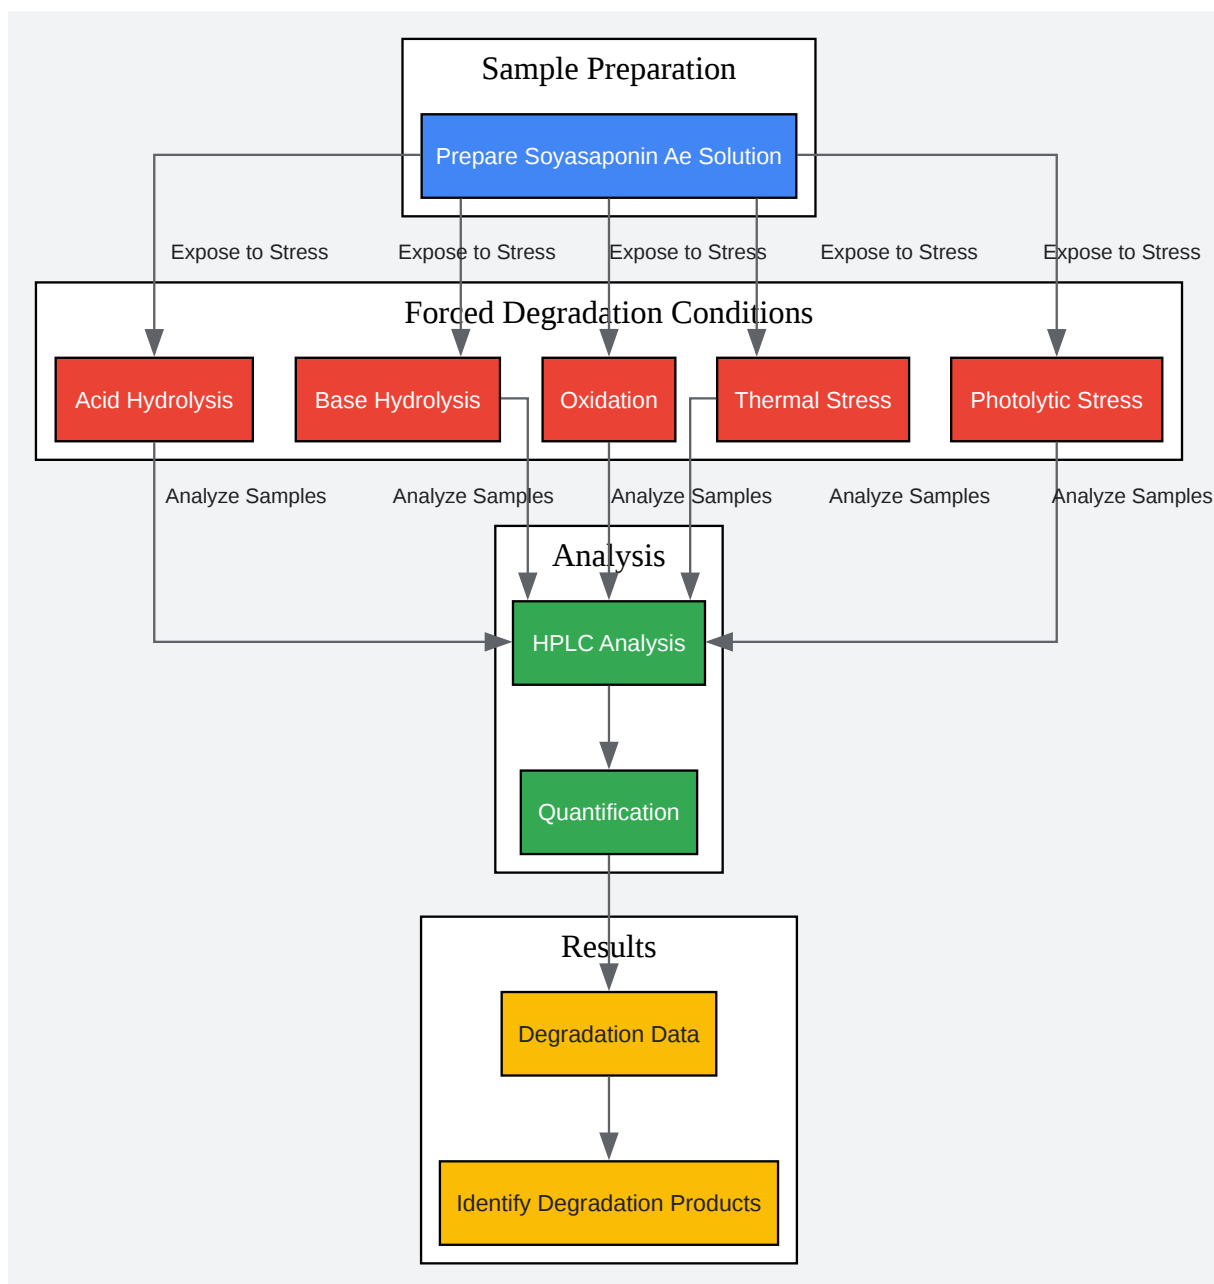 Sample Preparation
Prepare Soyasaponin Ae Solution
Expose to Stress
Expose to Stress
Expose to Stress
Expose to Stress
Expose to Stress
Forced Degradation Conditions
Acid Hydrolysis
Base Hydrolysis
Oxidation
Thermal Stress
Photolytic Stress
Analyze Samples
Analyze Samples
Analyze Samples
Analyze Samples
Analyze Samples
Analysis
HPLC Analysis
Quantification
Results
Degradation Data
Identify Degradation Products